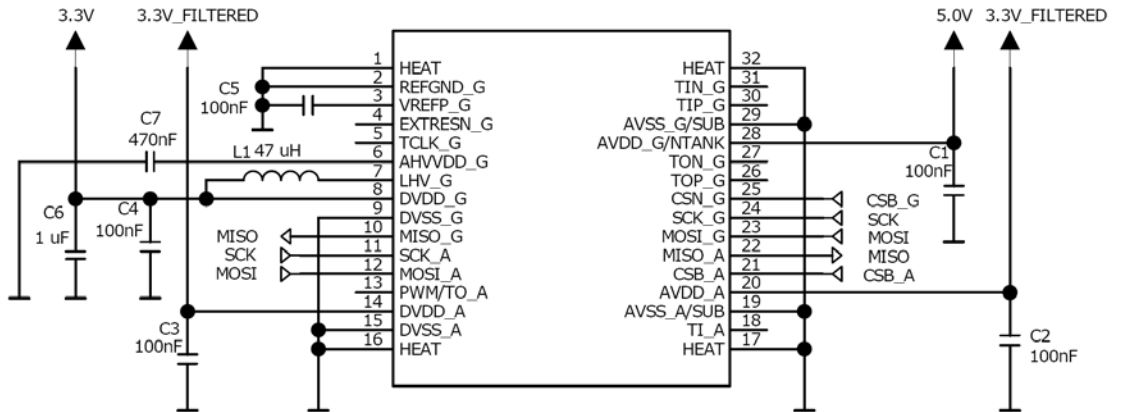 3.3V 3.3V_FILTERED 5.0V 3.3V_FILTERED
1 HEAT HEAT 32
2 REFGND_G TIN_G 31
C5
100nF
3 VREFP_G TIP_G 30
4 EXTRESN_G AVSS_G/SUB 29
C7
470nF
5 TCLK_G AVDD_G/NTANK 28
L1 47 uH
6 AHVVDD_G TON_G 27
C1
100nF
7 LHV_G TOP_G 26
8 DVDD_G CSN_G 25 CSB_G
C6
1 uF
C4
100nF
9 DVSS_G SCK_G 24 SCK
MISO 10 MISO_G MOSI_G 23 MOSI
SCK 11 SCK_A MISO_A 22 MISO
MOSI 12 MOSI_A CSB_A 21 CSB_A
13 PWM/TO_A AVDD_A 20
14 DVDD_A AVSS_A/SUB 19
C3
100nF
15 DVSS_A TI_A 18
16 HEAT HEAT 17
C2
100nF